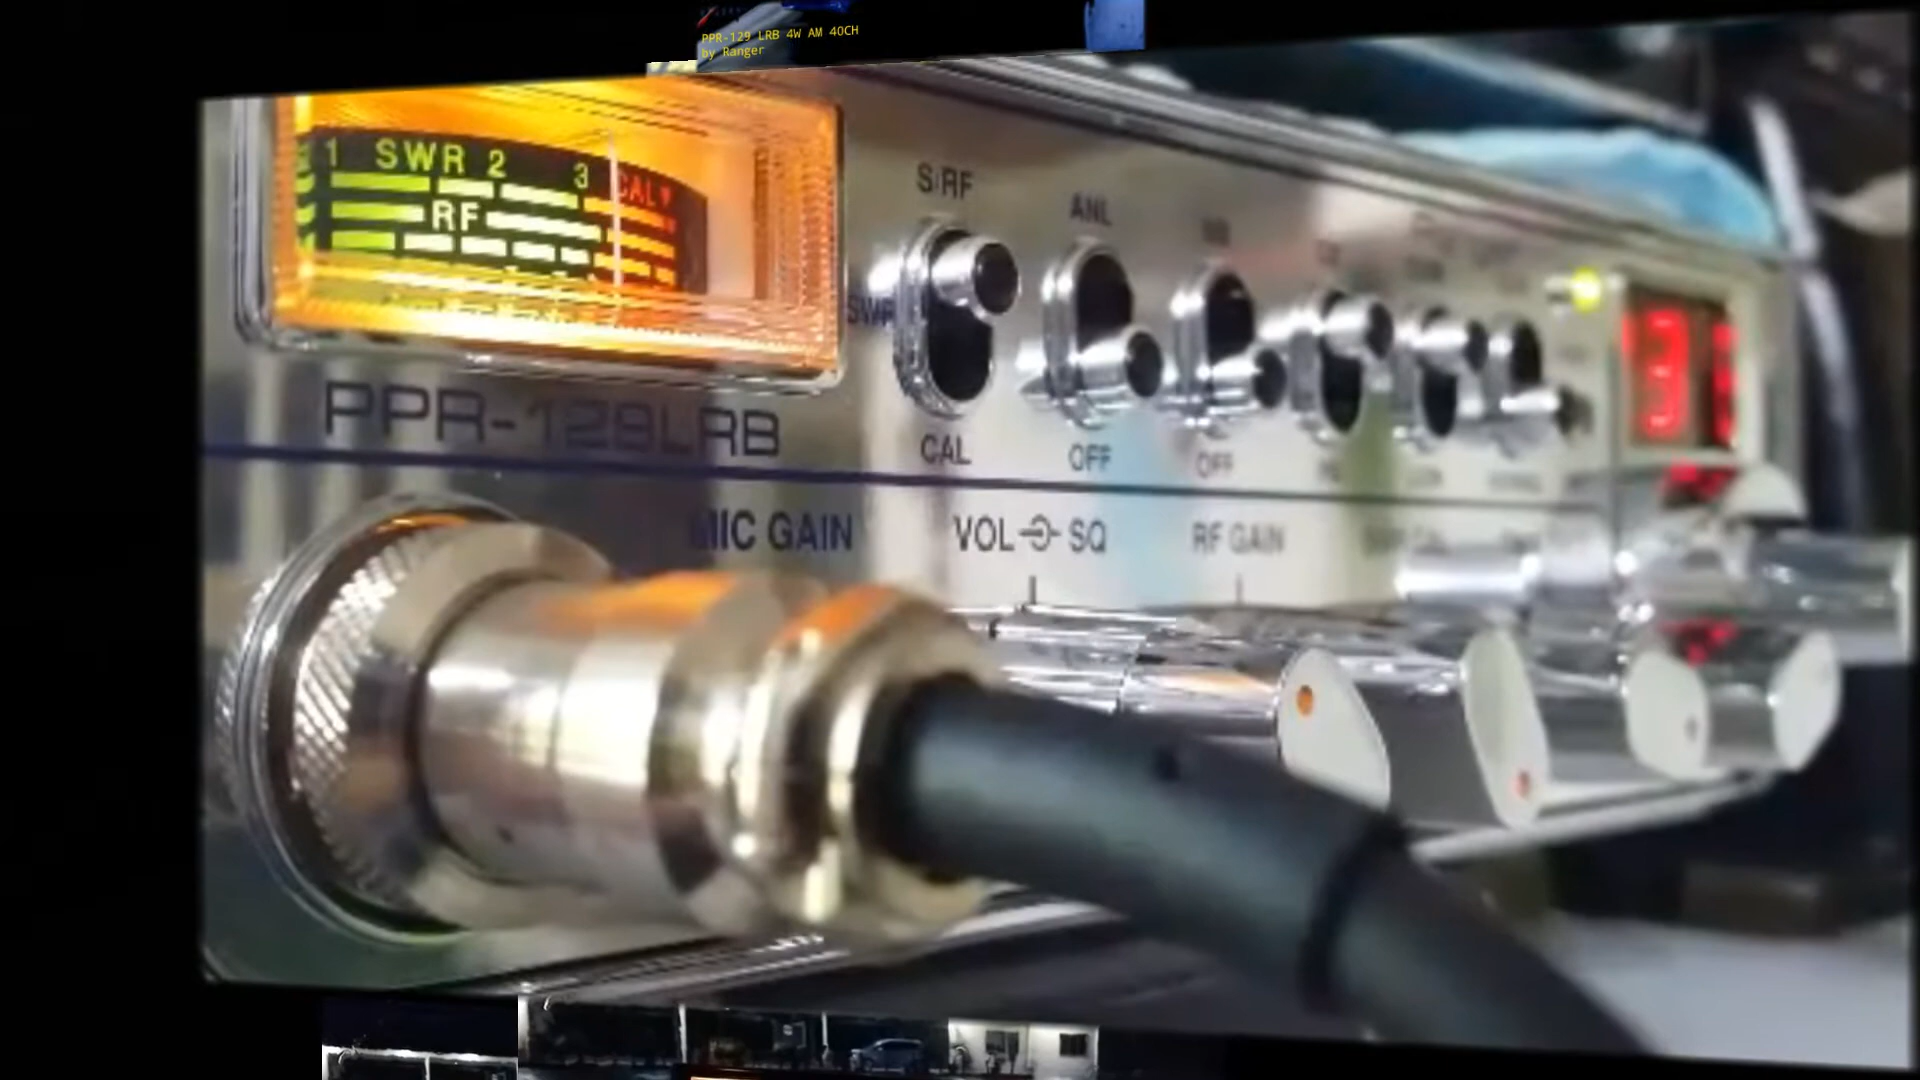 PPR-129 LRB 4W AM 40CH
by Ranger
1 SWR 2 3 CAL▼
RF
S/RF
ANL
SWR
PPR-129LRB
CAL
OFF
OFF
MIC GAIN
VOL SQ
RF GAIN
3